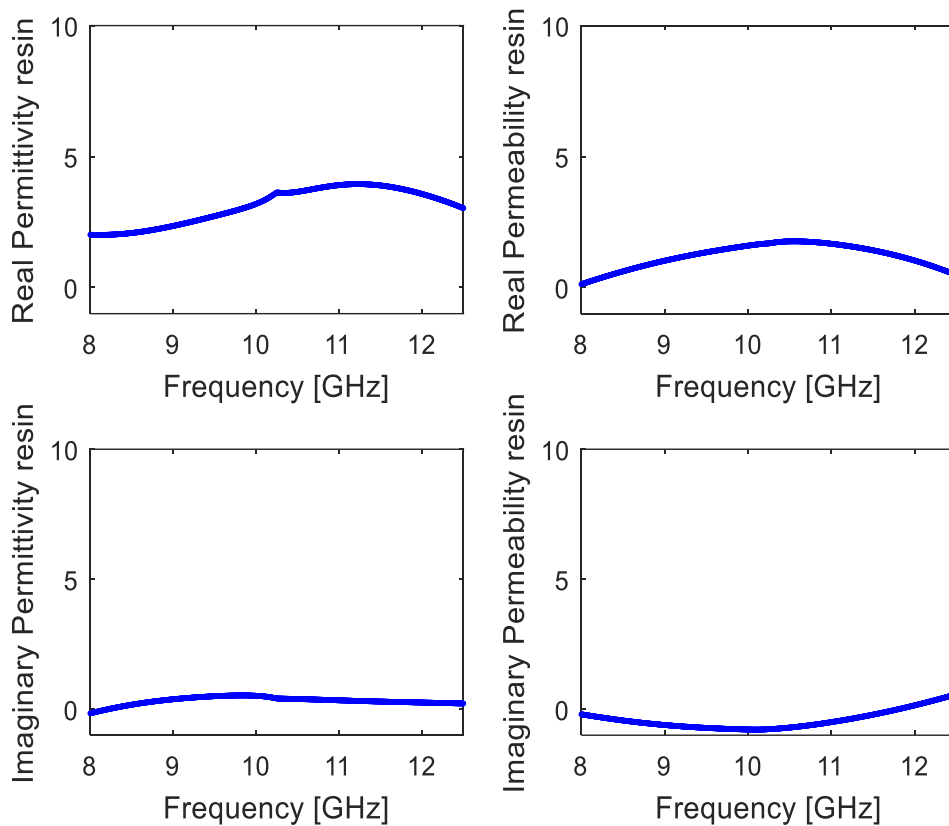 Real Permittivity resin
10
5
0
8 9 10 11 12
Frequency [GHz]
Real Permeability resin
10
5
0
8 9 10 11 12
Frequency [GHz]
Imaginary Permittivity resin
10
5
0
8 9 10 11 12
Frequency [GHz]
Imaginary Permeability resin
10
5
0
8 9 10 11 12
Frequency [GHz]